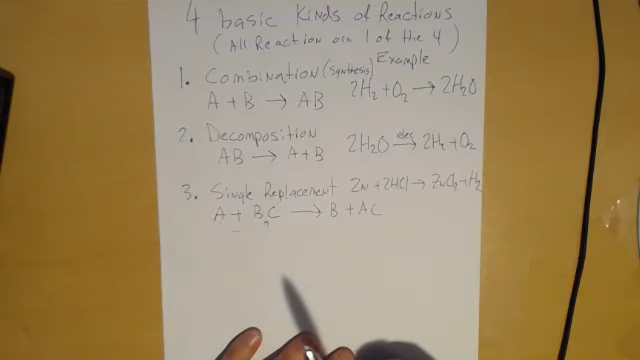 4 basic Kinds of Reactions
( All Reaction are 1 of the 4 )
Example
1. Combination (synthesis)
A + B → AB 2H₂ + O₂ → 2H₂O
2. Decomposition
AB → A + B 2H₂O elec→ 2H₂ + O₂
3. Single Replacement Zn + 2HCl → ZnCl₂ + H₂
A + BC → B + AC